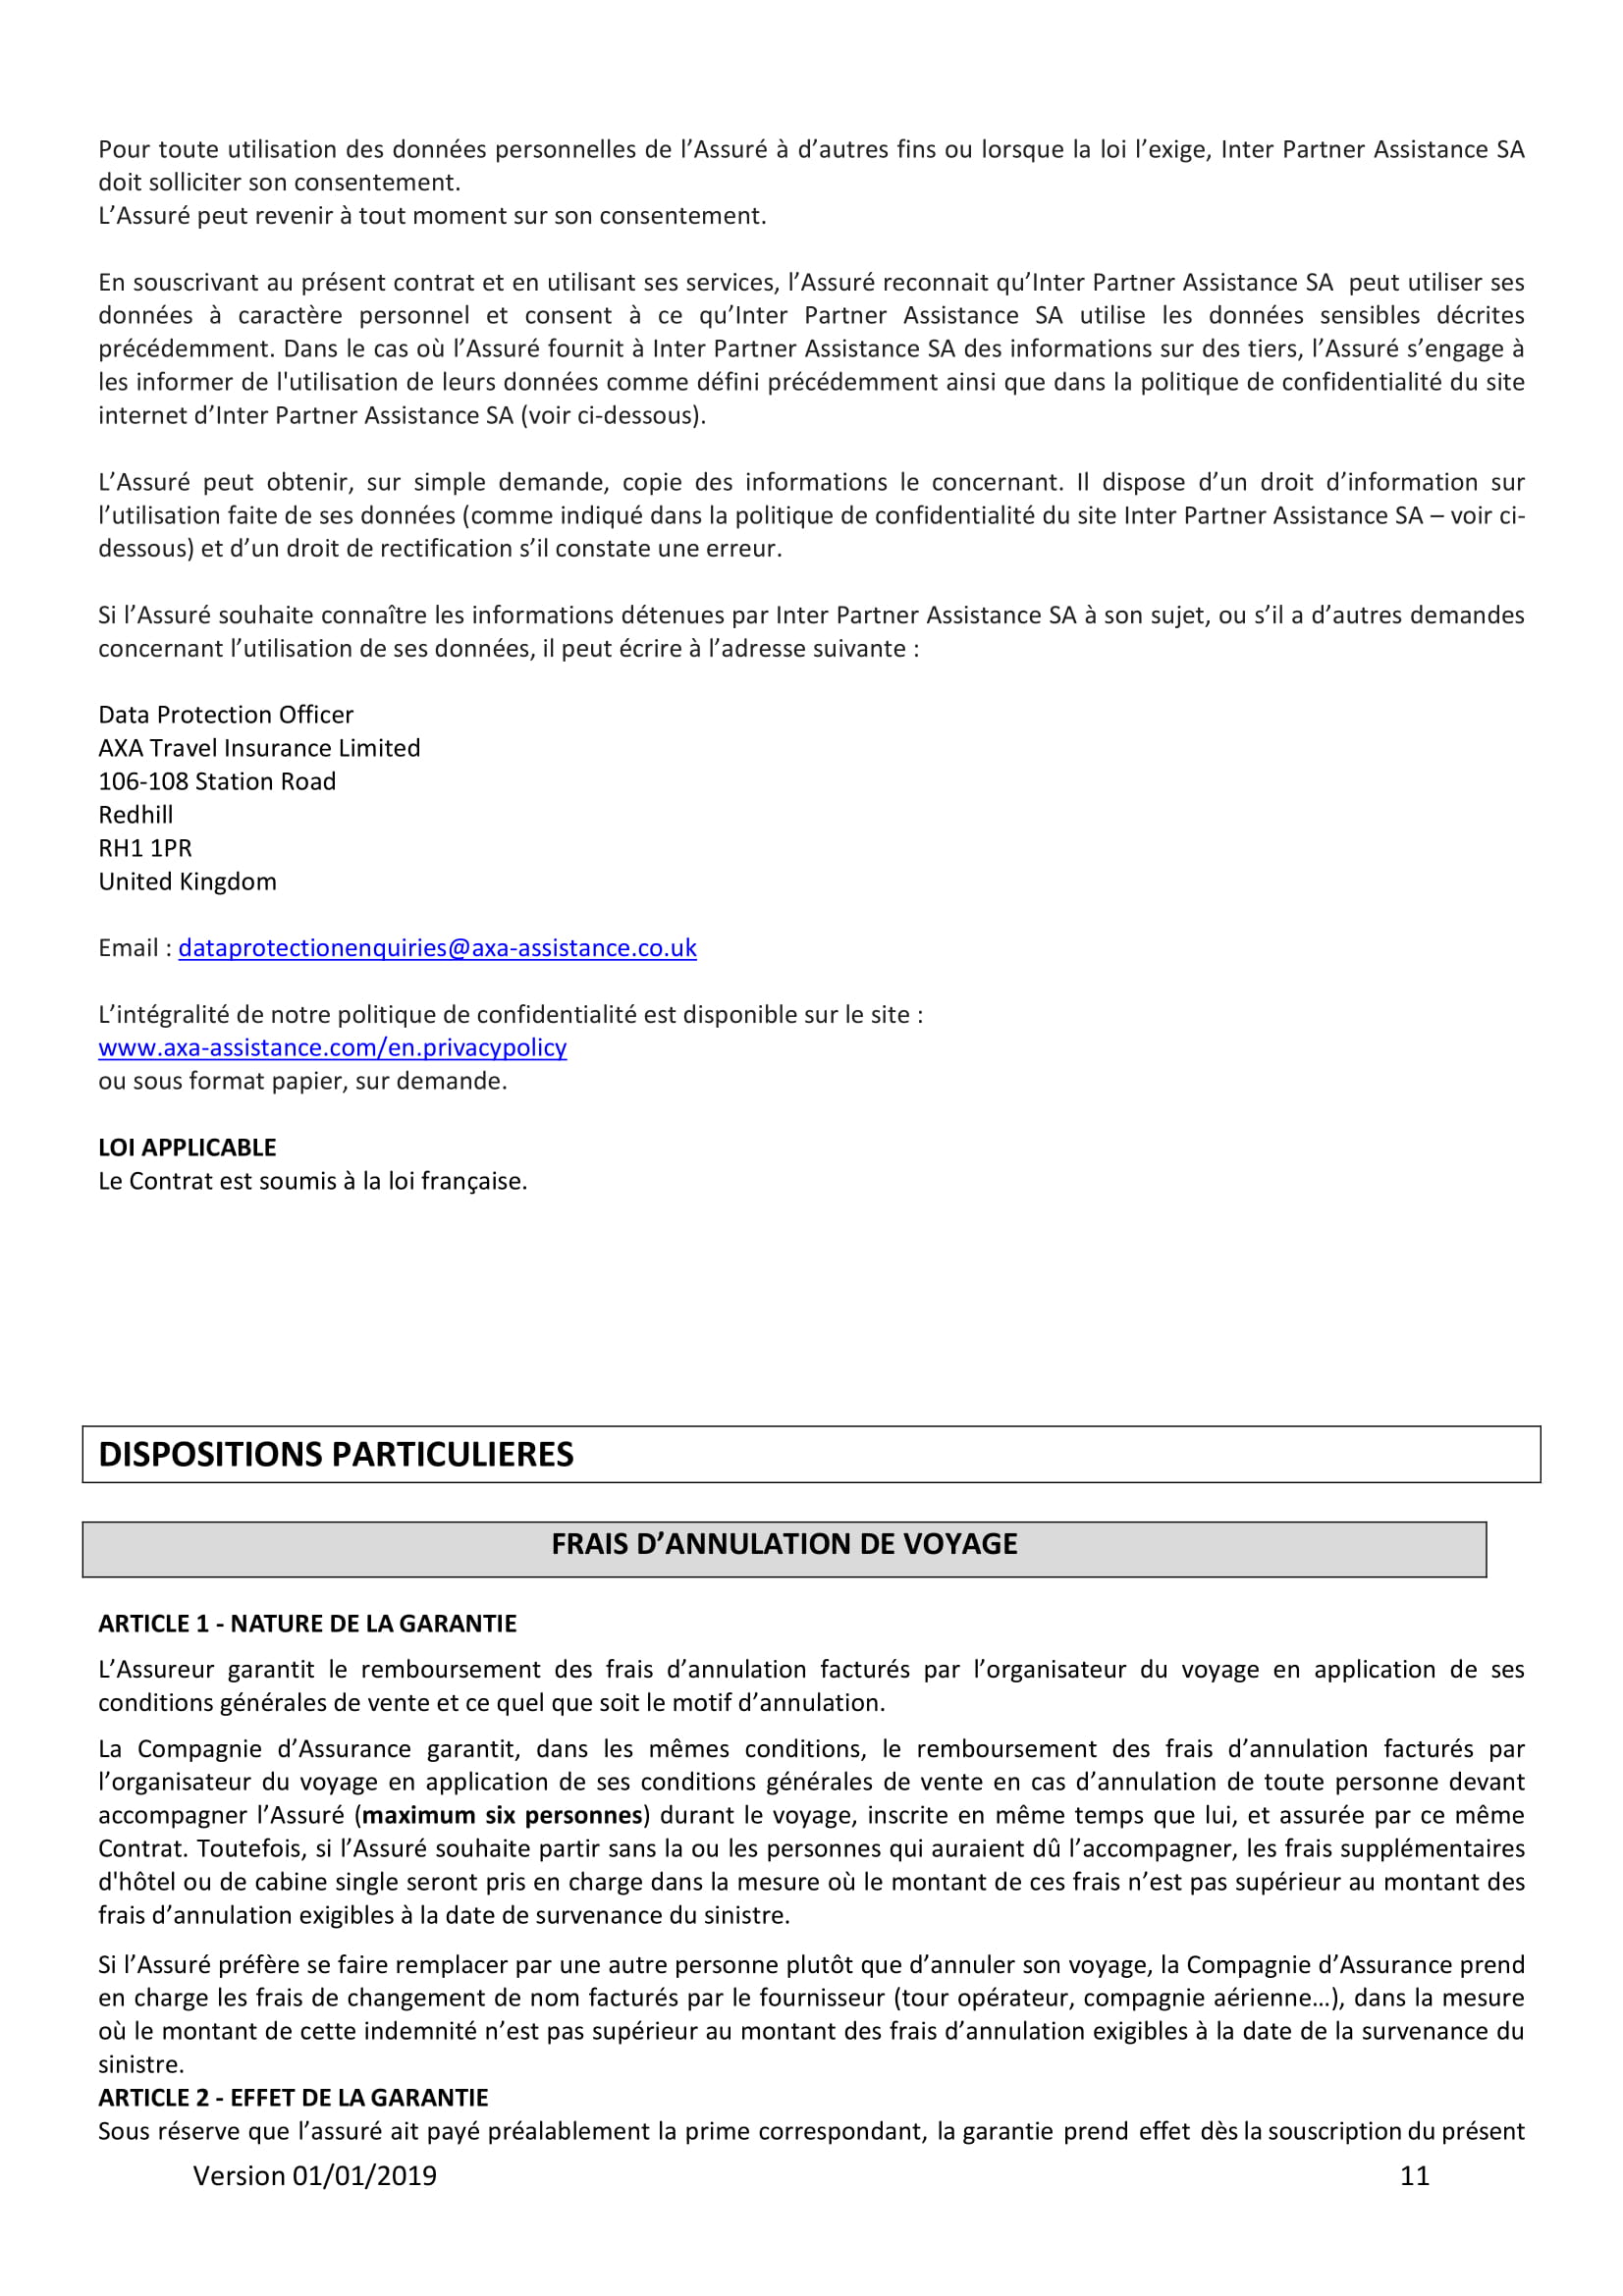 Pour toute utilisation des données personnelles de l’Assuré à d’autres fins ou lorsque la loi l’exige, Inter Partner Assistance SA
doit solliciter son consentement.
L’Assuré peut revenir à tout moment sur son consentement.
En souscrivant au présent contrat et en utilisant ses services, l’Assuré reconnait qu’Inter Partner Assistance SA peut utiliser ses
données à caractère personnel et consent à ce qu’Inter Partner Assistance SA utilise les données sensibles décrites
précédemment. Dans le cas où l’Assuré fournit à Inter Partner Assistance SA des informations sur des tiers, l’Assuré s’engage à
les informer de l'utilisation de leurs données comme défini précédemment ainsi que dans la politique de confidentialité du site
internet d’Inter Partner Assistance SA (voir ci-dessous).
L’Assuré peut obtenir, sur simple demande, copie des informations le concernant. Il dispose d’un droit d’information sur
l’utilisation faite de ses données (comme indiqué dans la politique de confidentialité du site Inter Partner Assistance SA – voir ci-
dessous) et d’un droit de rectification s’il constate une erreur.
Si l’Assuré souhaite connaître les informations détenues par Inter Partner Assistance SA à son sujet, ou s’il a d’autres demandes
concernant l’utilisation de ses données, il peut écrire à l’adresse suivante :
Data Protection Officer
AXA Travel Insurance Limited
106-108 Station Road
Redhill
RH1 1PR
United Kingdom
Email : dataprotectionenquiries@axa-assistance.co.uk
L’intégralité de notre politique de confidentialité est disponible sur le site :
www.axa-assistance.com/en.privacypolicy
ou sous format papier, sur demande.
LOI APPLICABLE
Le Contrat est soumis à la loi française.
DISPOSITIONS PARTICULIERES
FRAIS D’ANNULATION DE VOYAGE
ARTICLE 1 - NATURE DE LA GARANTIE
L’Assureur garantit le remboursement des frais d’annulation facturés par l’organisateur du voyage en application de ses
conditions générales de vente et ce quel que soit le motif d’annulation.
La Compagnie d’Assurance garantit, dans les mêmes conditions, le remboursement des frais d’annulation facturés par
l’organisateur du voyage en application de ses conditions générales de vente en cas d’annulation de toute personne devant
accompagner l’Assuré (maximum six personnes) durant le voyage, inscrite en même temps que lui, et assurée par ce même
Contrat. Toutefois, si l’Assuré souhaite partir sans la ou les personnes qui auraient dû l’accompagner, les frais supplémentaires
d'hôtel ou de cabine single seront pris en charge dans la mesure où le montant de ces frais n’est pas supérieur au montant des
frais d’annulation exigibles à la date de survenance du sinistre.
Si l’Assuré préfère se faire remplacer par une autre personne plutôt que d’annuler son voyage, la Compagnie d’Assurance prend
en charge les frais de changement de nom facturés par le fournisseur (tour opérateur, compagnie aérienne…), dans la mesure
où le montant de cette indemnité n’est pas supérieur au montant des frais d’annulation exigibles à la date de la survenance du
sinistre.
ARTICLE 2 - EFFET DE LA GARANTIE
Sous réserve que l’assuré ait payé préalablement la prime correspondant, la garantie prend effet dès la souscription du présent
Version 01/01/2019 11